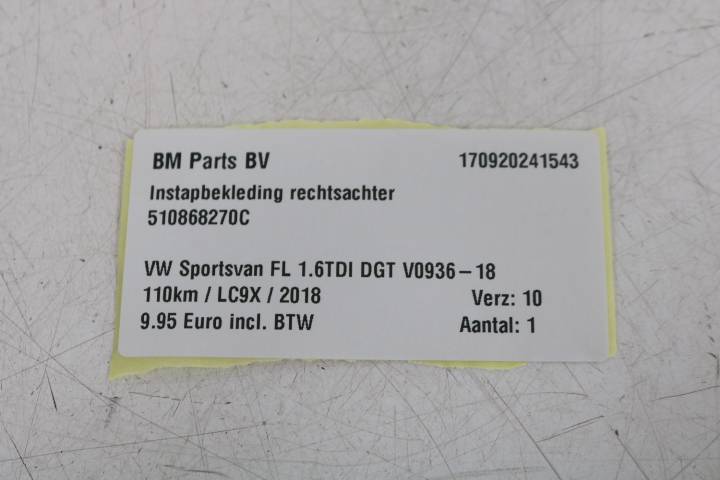 BM Parts BV 170920241543
Instapbekleding rechtsachter
510868270C
VW Sportsvan FL 1.6TDI DGT V0936-18
110km / LC9X / 2018 Verz: 10
9.95 Euro incl. BTW Aantal: 1